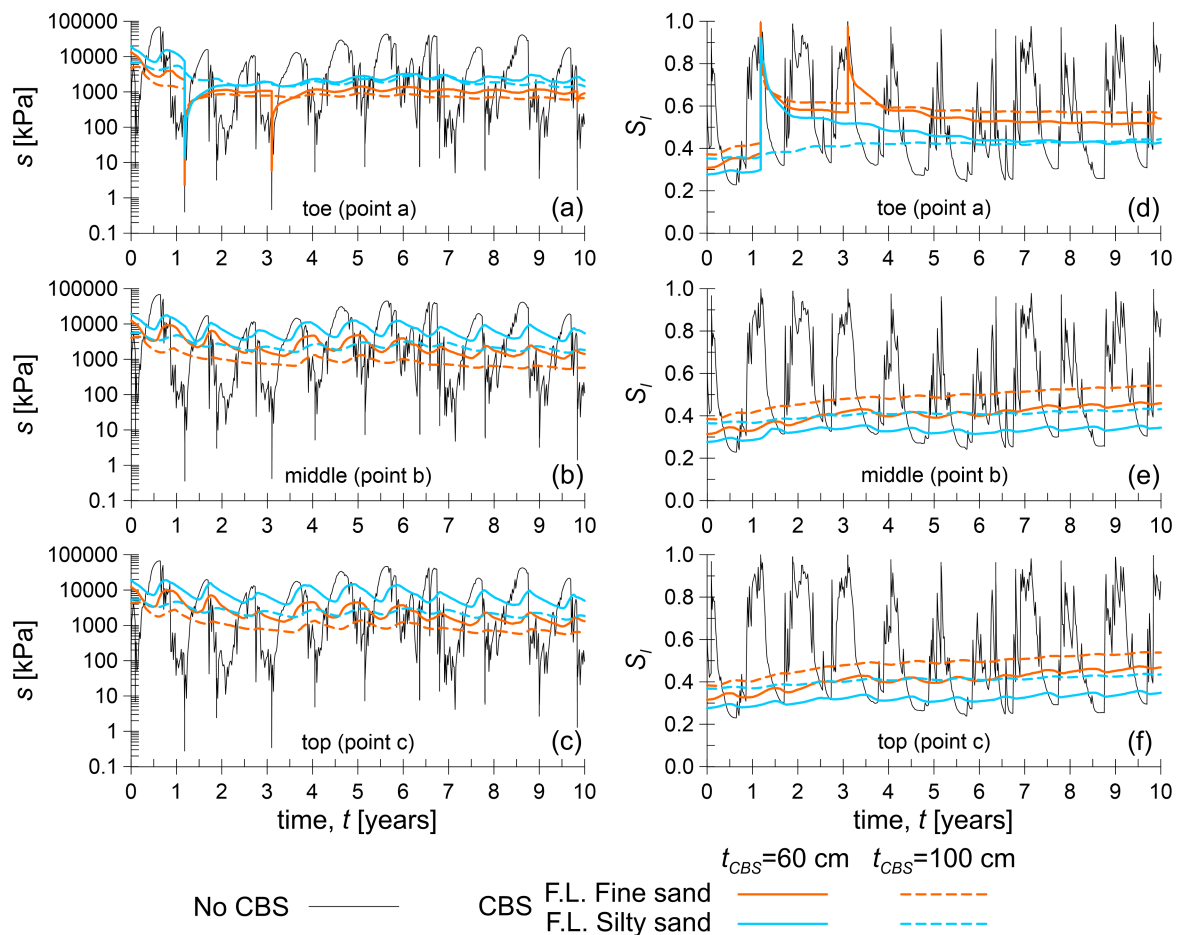 100000
10000
1000
100
10
1
0.1
s [kPa]
0 1 2 3 4 5 6 7 8 9 10
toe (point a)
(a)
1.0
0.8
0.6
0.4
0.2
0.0
Sl
0 1 2 3 4 5 6 7 8 9 10
toe (point a)
(d)
100000
10000
1000
100
10
1
0.1
s [kPa]
0 1 2 3 4 5 6 7 8 9 10
middle (point b)
(b)
1.0
0.8
0.6
0.4
0.2
0.0
Sl
0 1 2 3 4 5 6 7 8 9 10
middle (point b)
(e)
100000
10000
1000
100
10
1
0.1
s [kPa]
0 1 2 3 4 5 6 7 8 9 10
top (point c)
(c)
time, t [years]
1.0
0.8
0.6
0.4
0.2
0.0
Sl
0 1 2 3 4 5 6 7 8 9 10
top (point c)
(f)
time, t [years]
tCBS=60 cm tCBS=100 cm
No CBS
CBS
F.L. Fine sand
F.L. Silty sand